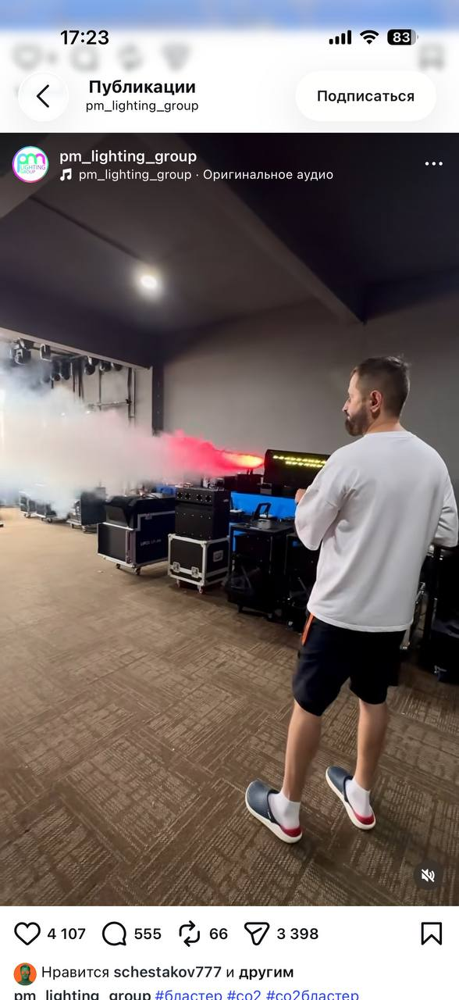 17:23
83
Публикации
pm_lighting_group
Подписаться
pm LIGHTING GROUP
pm_lighting_group
pm_lighting_group · Оригинальное аудио
4 107
555
66
3 398
Нравится schestakov777 и другим
pm_lighting_group #бластер #co2 #co2бластер